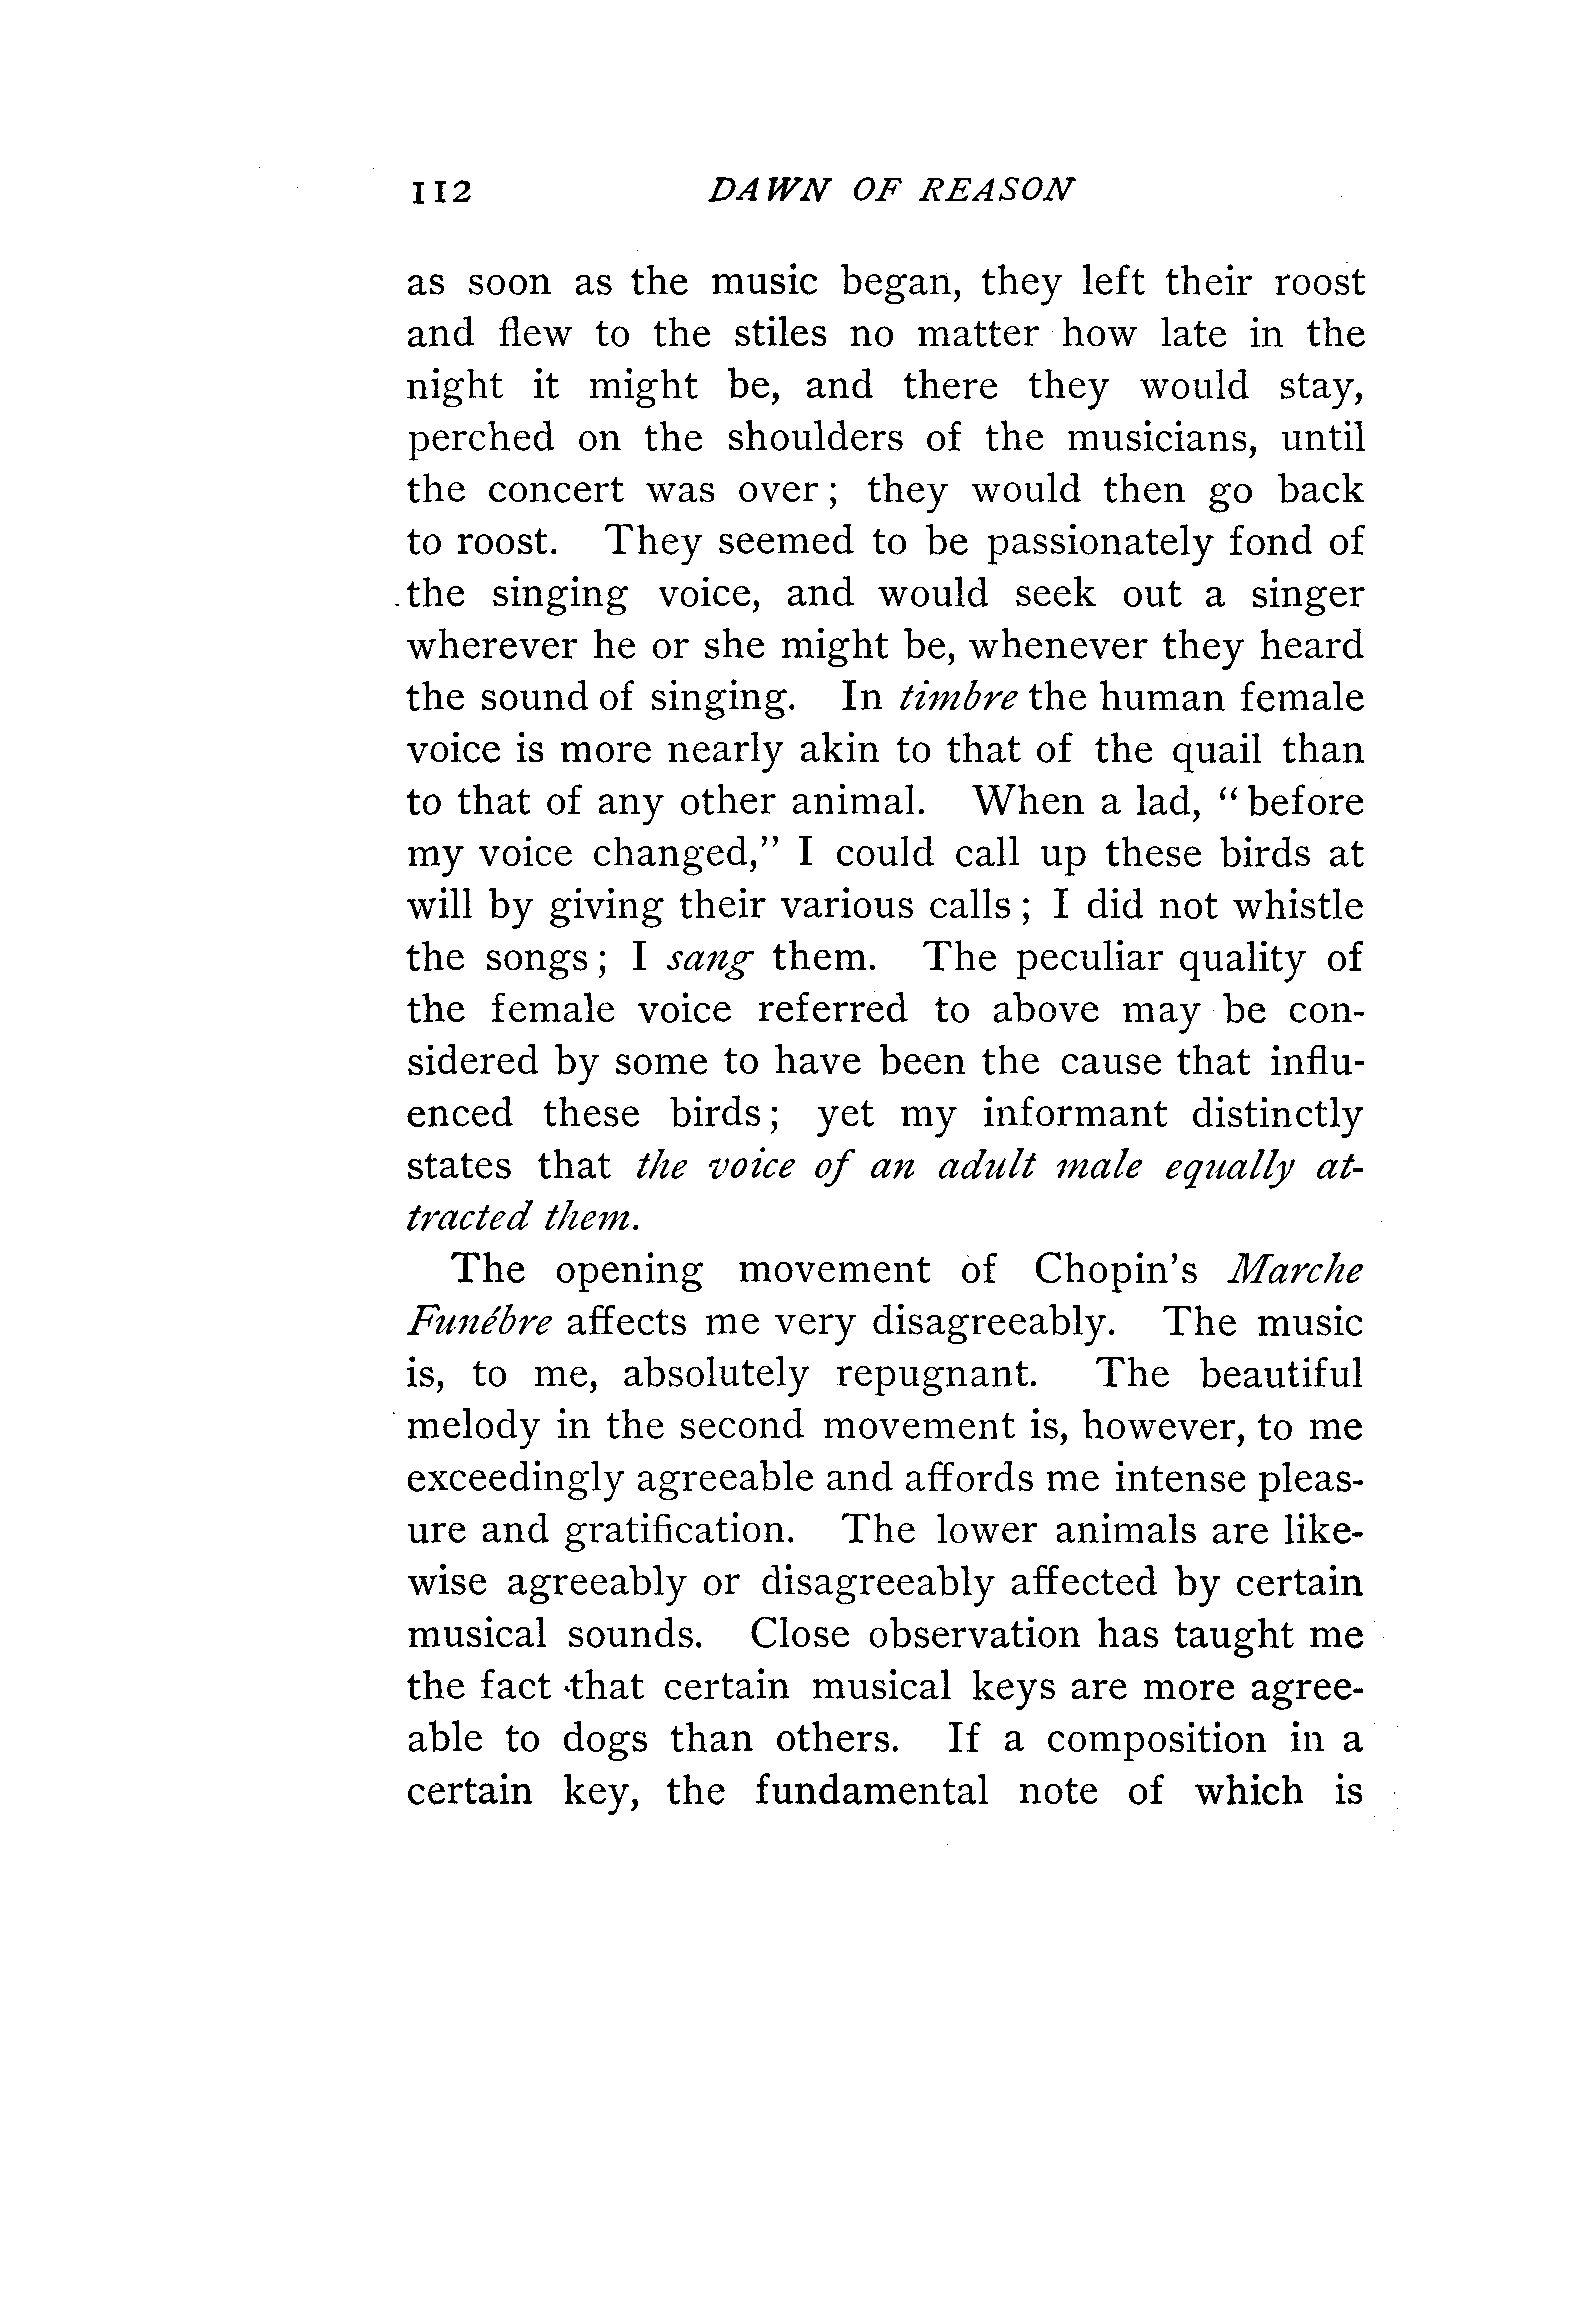 112 DAWN OF REASON
as soon as the music began, they left their roost
and flew to the stiles no matter how late in the
night it might be, and there they would stay,
perched on the shoulders of the musicians, until
the concert was over; they would then go back
to roost. They seemed to be passionately fond of
the singing voice, and would seek out a singer
wherever he or she might be, whenever they heard
the sound of singing. In timbre the human female
voice is more nearly akin to that of the quail than
to that of any other animal. When a lad, "before
my voice changed," I could call up these birds at
will by giving their various calls; I did not whistle
the songs; I sang them. The peculiar quality of
the female voice referred to above may be con-
sidered by some to have been the cause that influ-
enced these birds; yet my informant distinctly
states that the voice of an adult male equally at-
tracted them.
The opening movement of Chopin's Marche
Funébre affects me very disagreeably. The music
is, to me, absolutely repugnant. The beautiful
melody in the second movement is, however, to me
exceedingly agreeable and affords me intense pleas-
ure and gratification. The lower animals are like-
wise agreeably or disagreeably affected by certain
musical sounds. Close observation has taught me
the fact that certain musical keys are more agree-
able to dogs than others. If a composition in a
certain key, the fundamental note of which is